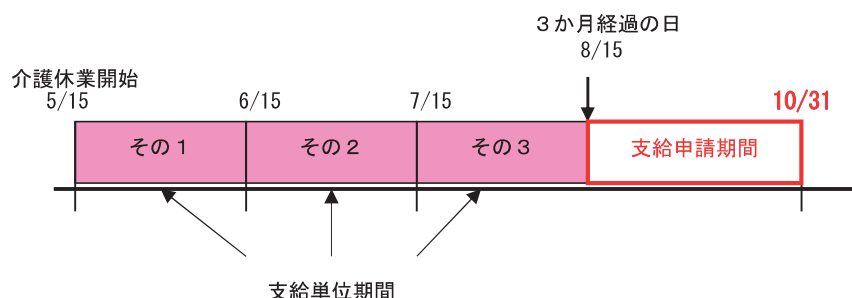 3か月経過の日
8/15
介護休業開始
5/15
6/15
7/15
10/31
その1
その2
その3
支給申請期間
支給単位期間